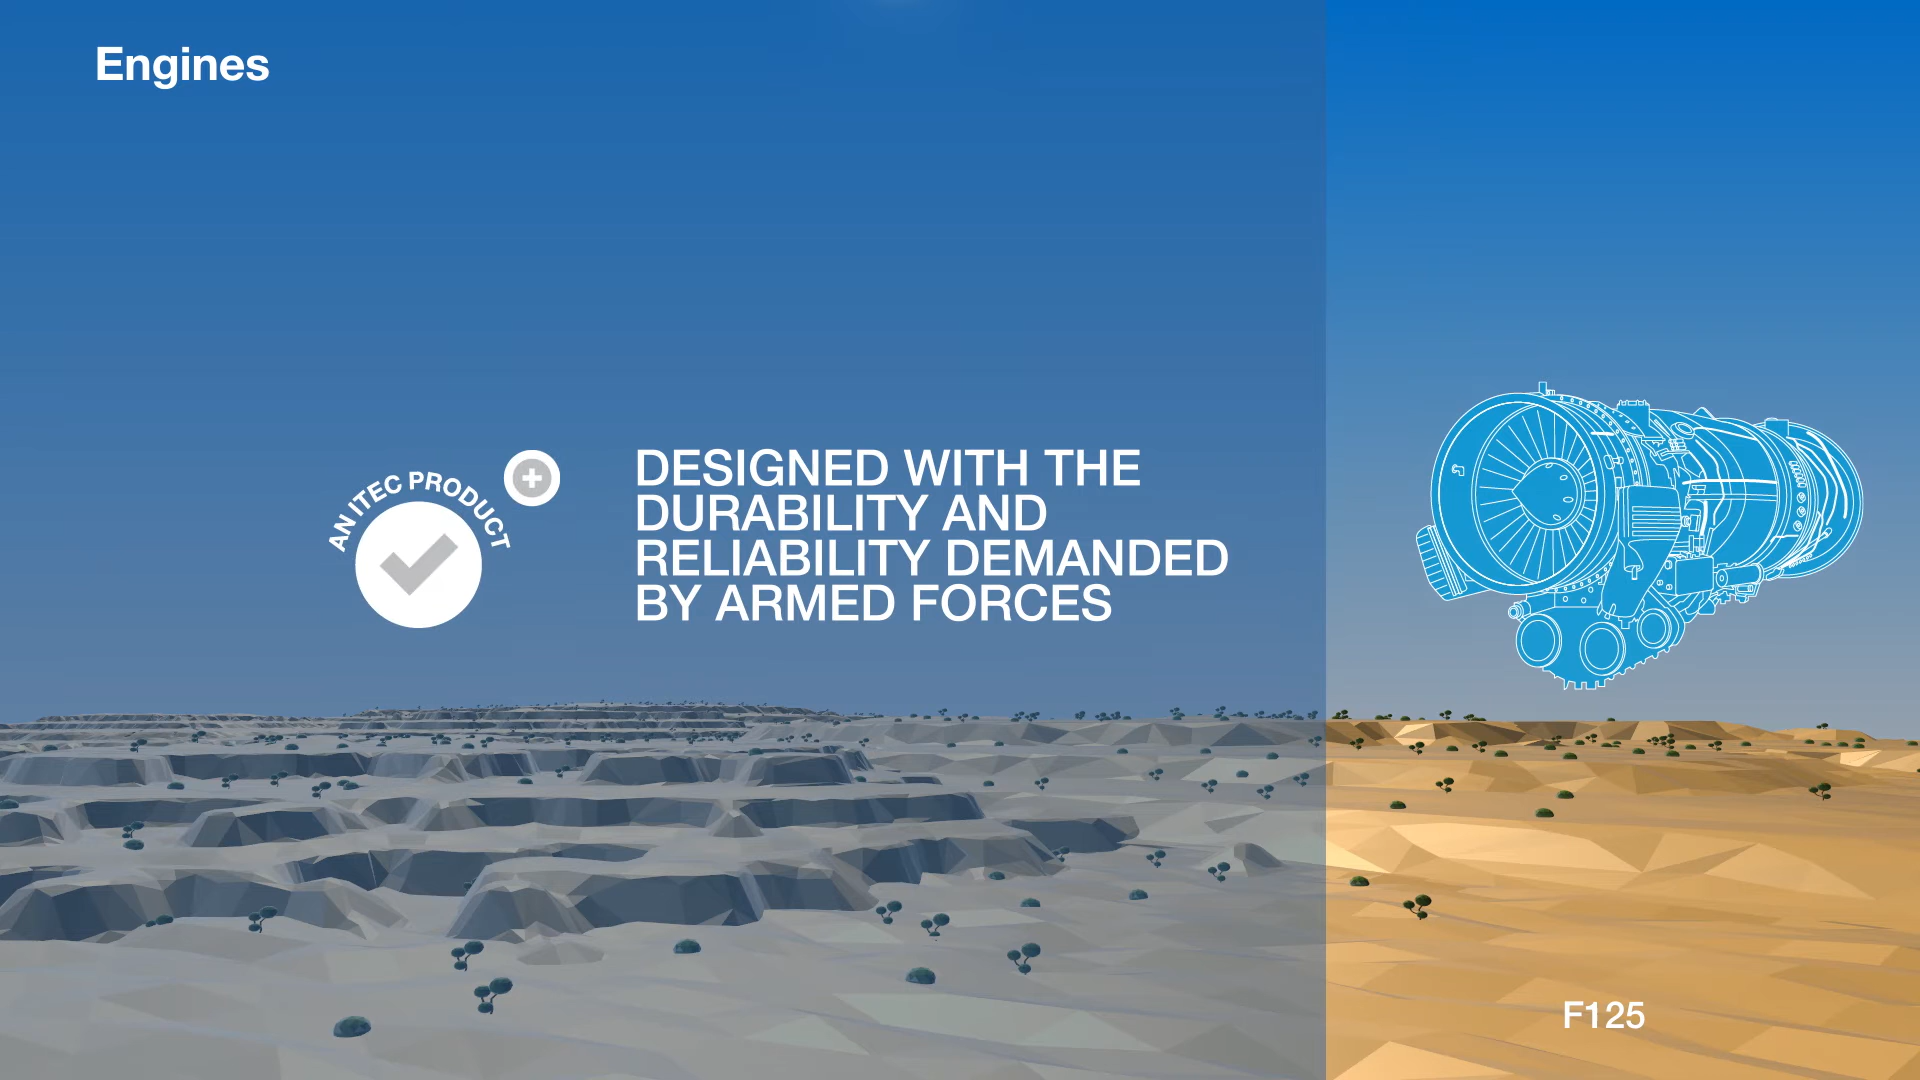 Engines
AN ITEC PRODUCT
DESIGNED WITH THE
DURABILITY AND
RELIABILITY DEMANDED
BY ARMED FORCES
F125